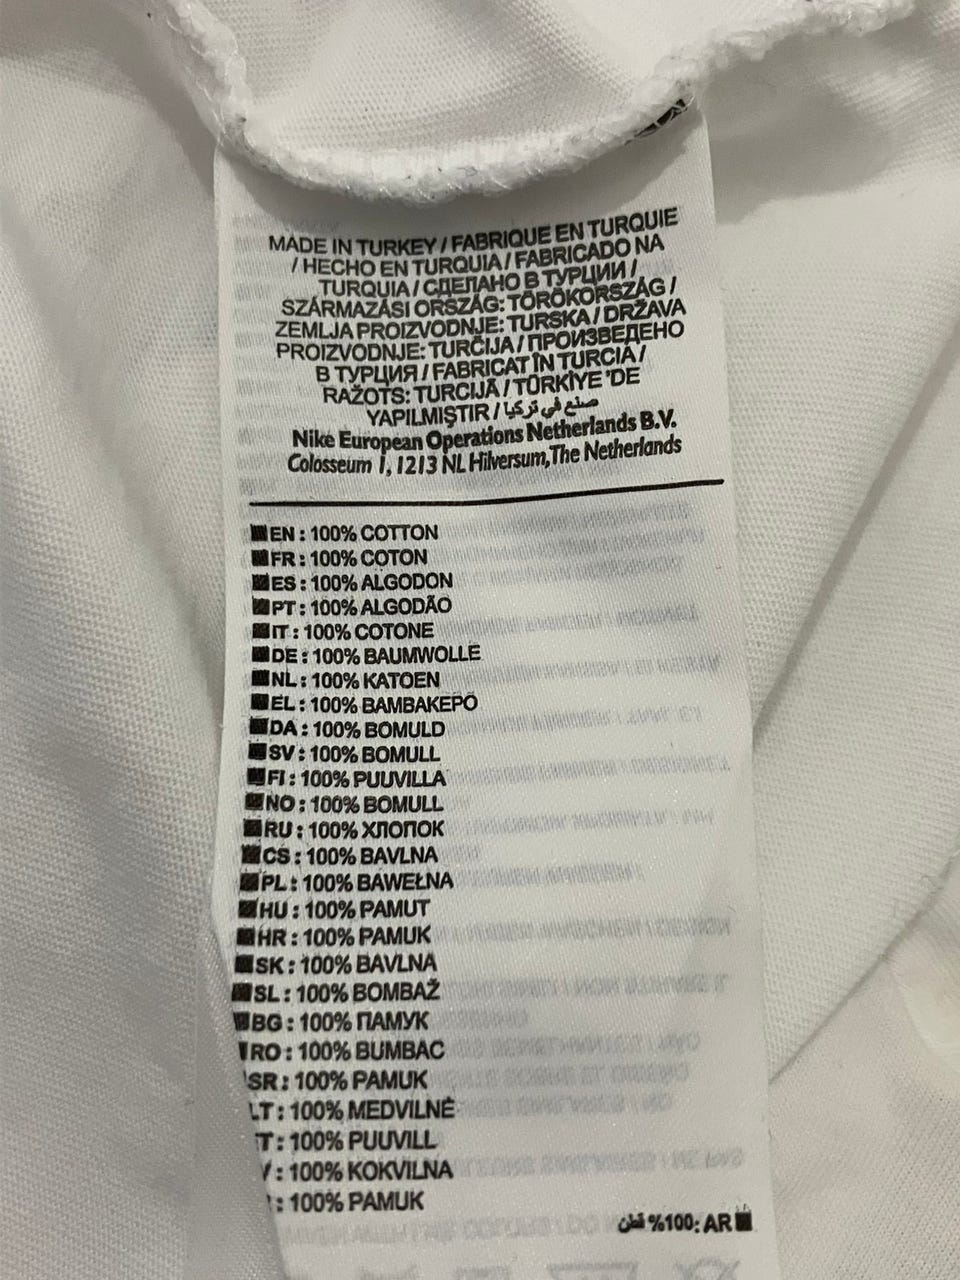 MADE IN TURKEY / FABRIQUE EN TURQUIE
/ HECHO EN TURQUIA / FABRICADO NA
TURQUIA / СДЕЛАНО В ТУРЦИИ /
SZÁRMAZÁSI ORSZÁG: TÖRÖKORSZÁG /
ZEMLJA PROIZVODNJE: TURSKA / DRŽAVA
PROIZVODNJE: TURČIJA / ПРОИЗВЕДЕНО
В ТУРЦИЯ / FABRICAT ÎN TURCIA /
RAŽOTS: TURCIJA / TÜRKİYE 'DE
YAPILMIŞTIR / صنع في تركيا
Nike European Operations Netherlands B.V.
Colosseum 1, 1213 NL Hilversum,The Netherlands
EN : 100% COTTON
FR : 100% COTON
ES : 100% ALGODON
PT : 100% ALGODÃO
IT : 100% COTONE
DE : 100% BAUMWOLLE
NL : 100% KATOEN
EL : 100% ΒΑΜΒΑΚΕΡΟ
DA : 100% BOMULD
SV : 100% BOMULL
FI : 100% PUUVILLA
NO : 100% BOMULL
RU : 100% ХЛОПОК
CS : 100% BAVLNA
PL : 100% BAWEŁNA
HU : 100% PAMUT
HR : 100% PAMUK
SK : 100% BAVLNA
SL : 100% BOMBAŽ
BG : 100% ПАМУК
RO : 100% BUMBAC
SR : 100% PAMUK
LT : 100% MEDVILNĖ
T : 100% PUUVILL
V : 100% KOKVILNA
: 100% PAMUK
AR :100% قطن